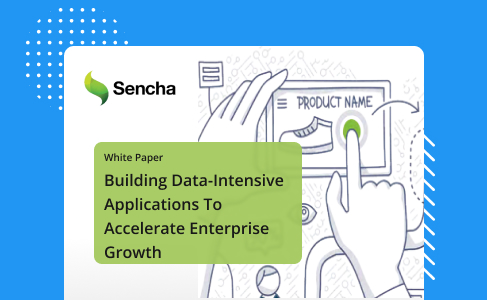 Sencha
PRODUCT NAME
White Paper
Building Data-Intensive
Applications To
Accelerate Enterprise
Growth